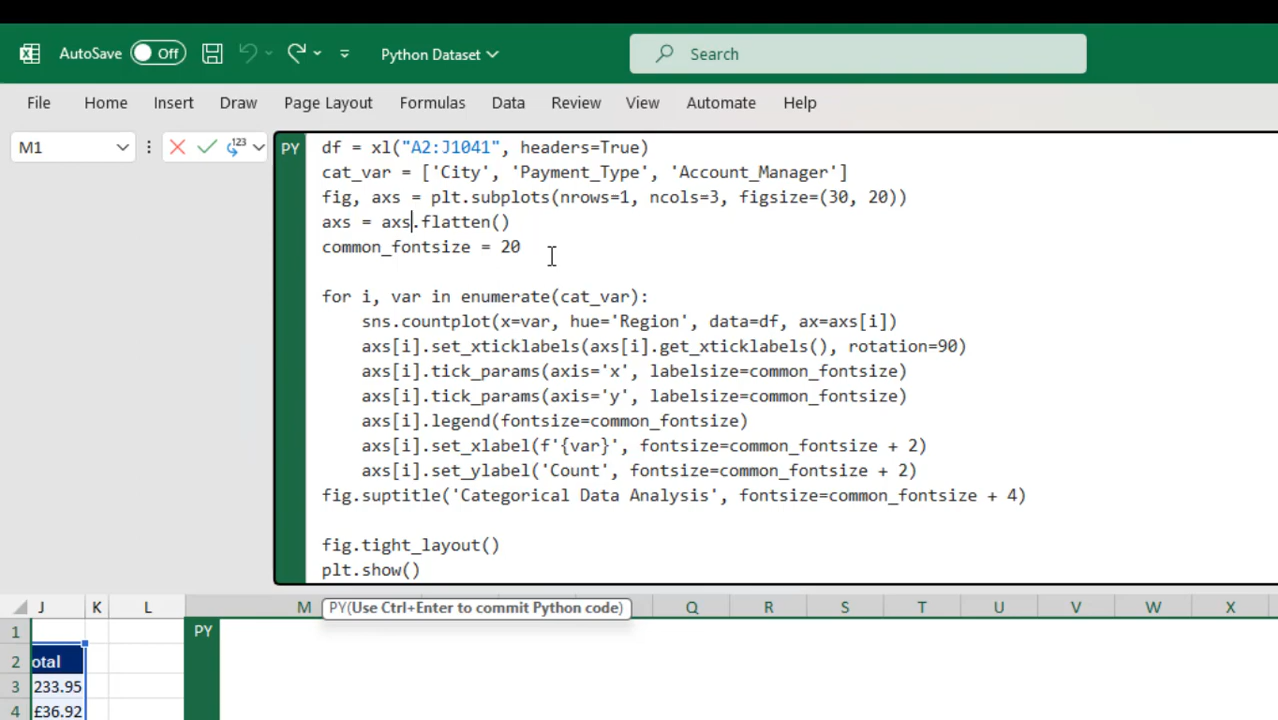 AutoSave Off Python Dataset Search
File Home Insert Draw Page Layout Formulas Data Review View Automate Help
M1 123 PY
df = xl("A2:J1041", headers=True)
cat_var = ['City', 'Payment_Type', 'Account_Manager']
fig, axs = plt.subplots(nrows=1, ncols=3, figsize=(30, 20))
axs = axs.flatten()
common_fontsize = 20
for i, var in enumerate(cat_var):
    sns.countplot(x=var, hue='Region', data=df, ax=axs[i])
    axs[i].set_xticklabels(axs[i].get_xticklabels(), rotation=90)
    axs[i].tick_params(axis='x', labelsize=common_fontsize)
    axs[i].tick_params(axis='y', labelsize=common_fontsize)
    axs[i].legend(fontsize=common_fontsize)
    axs[i].set_xlabel(f'{var}', fontsize=common_fontsize + 2)
    axs[i].set_ylabel('Count', fontsize=common_fontsize + 2)
fig.suptitle('Categorical Data Analysis', fontsize=common_fontsize + 4)
fig.tight_layout()
plt.show()
J K L M PY(Use Ctrl+Enter to commit Python code) Q R S T U V W X
1 PY
2 otal
3 233.95
4 £36.92